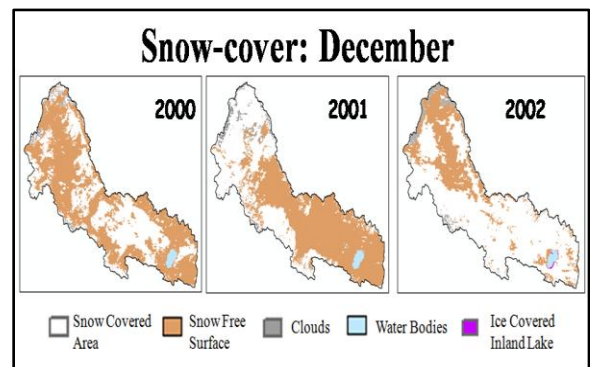 Snow-cover: December
2000
2001
2002
Snow Covered Area
Snow Free Surface
Clouds
Water Bodies
Ice Covered Inland Lake